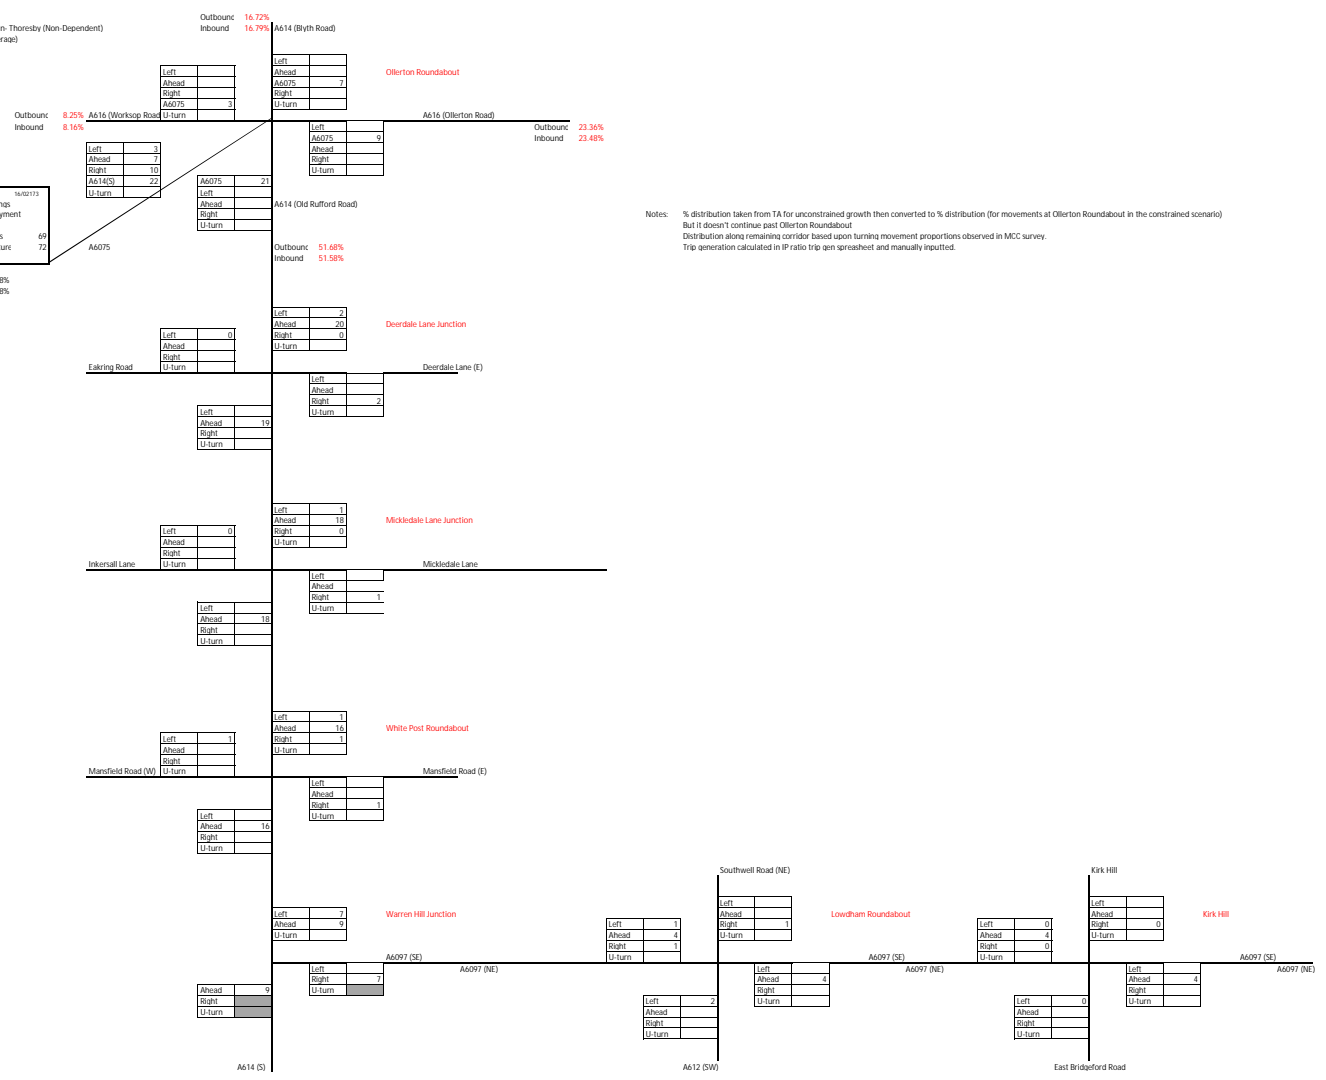 Outbound 16.72%
n- Thoresby (Non-Dependent) Inbound 16.79% A614 (Blyth Road)
erage)
Left
Left Ahead Ollerton Roundabout
Ahead A6075 7
Right Right
A6075 3 U-turn
Outbound 8.25% A616 (Worksop Road U-turn A616 (Ollerton Road)
Inbound 8.16% Left Outbound 23.36%
A6075 9 Inbound 23.48%
Left 3 Ahead
Ahead 7 Right
Right 10 U-turn
A614(S) 22 A6075 21
U-turn Left
16/02173
ngs Ahead A614 (Old Rufford Road)
yment Right
U-turn
Notes: % distribution taken from TA for unconstrained growth then converted to % distribution (for movements at Ollerton Roundabout in the constrained scenario)
But it doesn't continue past Ollerton Roundabout
Distribution along remaining corridor based upon turning movement proportions observed in MCC survey.
Trip generation calculated in IP ratio trip gen spreasheet and manually inputted.
s 69
ure 72 A6075 Outbound 51.68%
Inbound 51.58%
8%
8%
Left 2
Ahead 20 Deerdale Lane Junction
Left 0 Right 0
Ahead U-turn
Right
Eakring Road U-turn Deerdale Lane (E)
Left
Ahead
Right 2
Left U-turn
Ahead 19
Right
U-turn
Left 1
Ahead 18 Mickledale Lane Junction
Left 0 Right 0
Ahead U-turn
Right
Inkersall Lane U-turn Mickledale Lane
Left
Ahead
Right 1
Left U-turn
Ahead 18
Right
U-turn
Left 1
Ahead 16 White Post Roundabout
Left 1 Right 1
Ahead U-turn
Right
Mansfield Road (W) U-turn Mansfield Road (E)
Left
Ahead
Right 1
Left U-turn
Ahead 16
Right
U-turn
Southwell Road (NE) Kirk Hill
Left Left
Left 7 Warren Hill Junction Ahead Lowdham Roundabout Ahead Kirk Hill
Ahead 9 Left 1 Right 1 Left 0 Right 0
U-turn Ahead 4 U-turn Ahead 4 U-turn
Right 1 Right 0
A6097 (SE) U-turn A6097 (SE) U-turn A6097 (SE)
Left A6097 (NE) Left A6097 (NE) Left A6097 (NE)
Right 7 Ahead 4 Ahead 4
Ahead 9 U-turn Right Right
Right Left 2 U-turn Left 0 U-turn
U-turn Ahead Ahead
Right Right
U-turn U-turn
A614 (S) A612 (SW) East Bridgeford Road